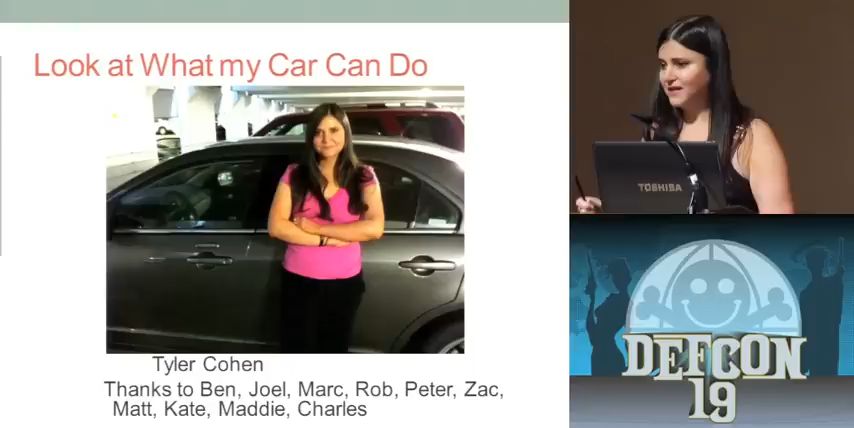 Look at What my Car Can Do
Tyler Cohen
Thanks to Ben, Joel, Marc, Rob, Peter, Zac,
Matt, Kate, Maddie, Charles
TOSHIBA
DEFCON
19